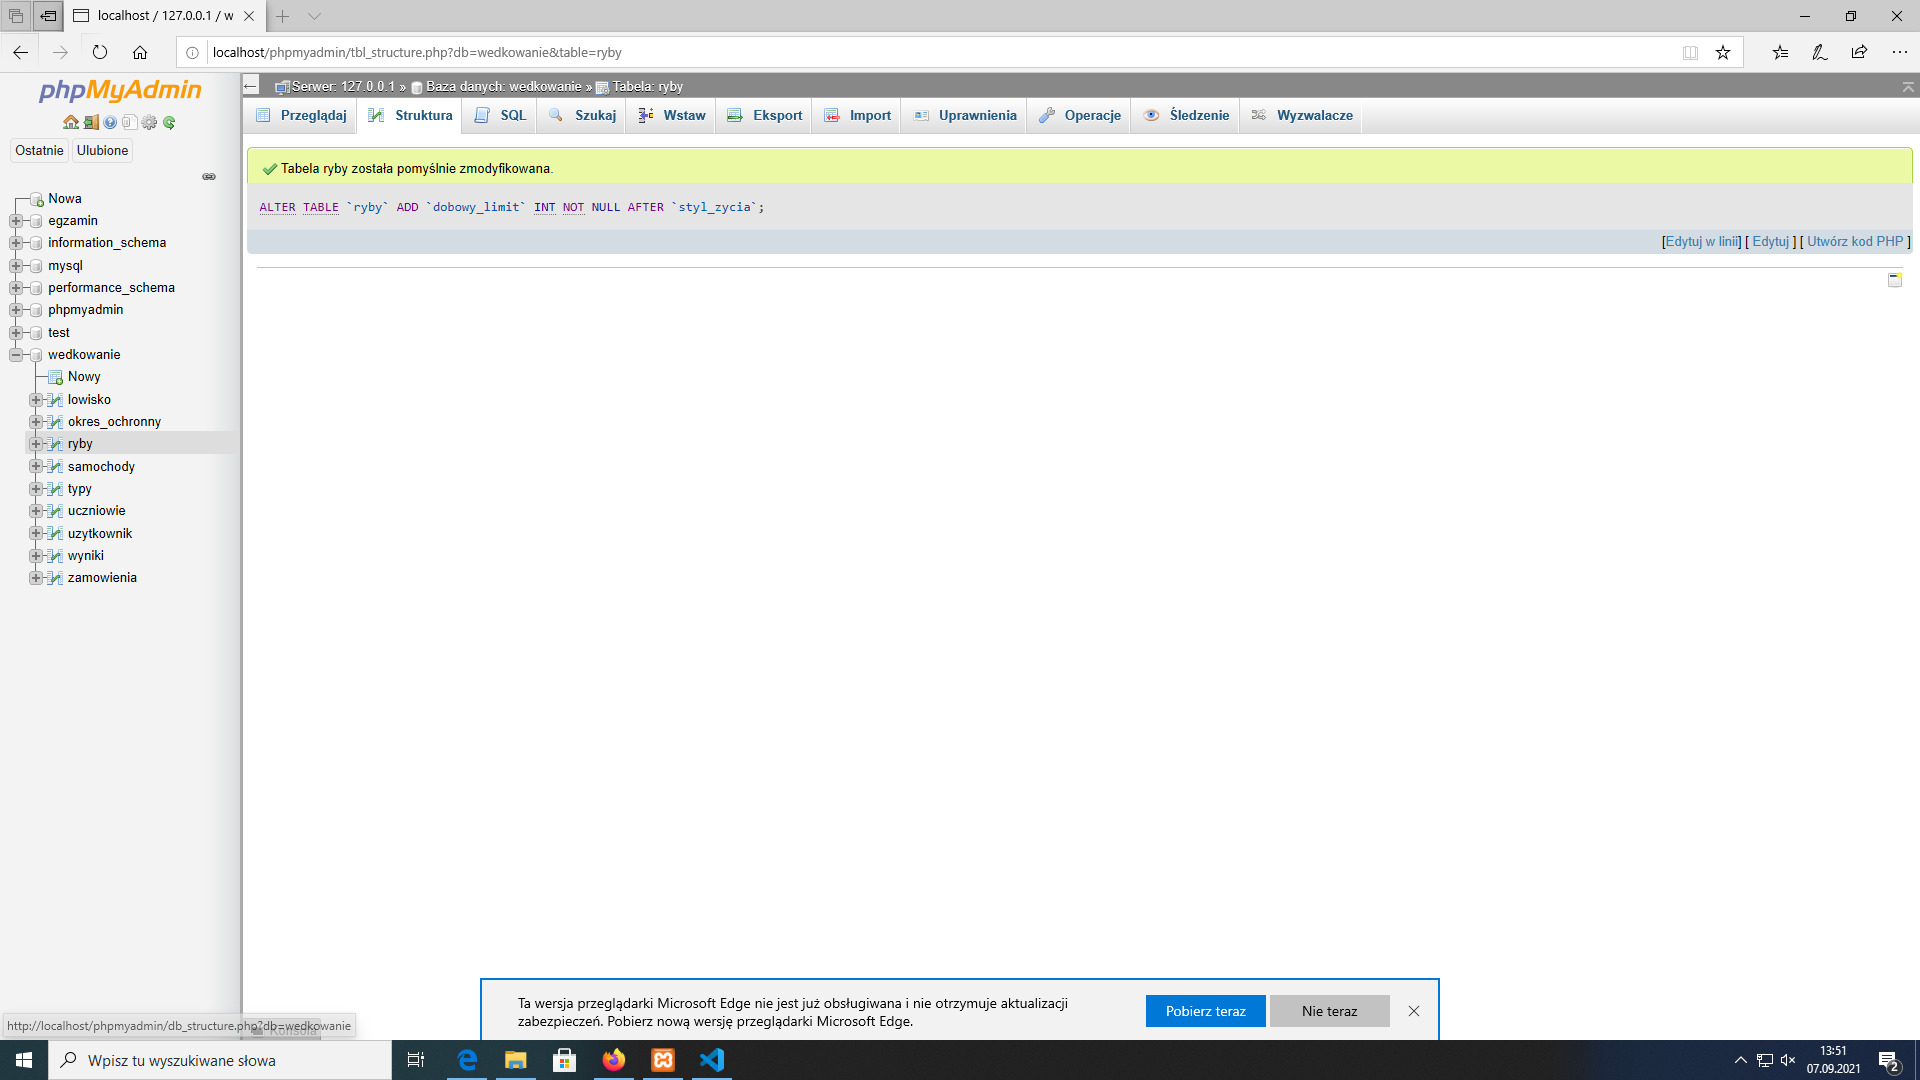 localhost / 127.0.0.1 / w
localhost/phpmyadmin/tbl_structure.php?db=wedkowanie&table=ryby
phpMyAdmin
Ostatnie
Ulubione
Nowa
egzamin
information_schema
mysql
performance_schema
phpmyadmin
test
wedkowanie
Nowy
lowisko
okres_ochronny
ryby
samochody
typy
uczniowie
uzytkownik
wyniki
zamowienia
Serwer: 127.0.0.1 » Baza danych: wedkowanie » Tabela: ryby
Przeglądaj Struktura SQL Szukaj Wstaw Eksport Import Uprawnienia Operacje Śledzenie Wyzwalacze
Tabela ryby została pomyślnie zmodyfikowana.
ALTER TABLE `ryby` ADD `dobowy_limit` INT NOT NULL AFTER `styl_zycia`;
[Edytuj w linii] [ Edytuj ] [ Utwórz kod PHP ]
Ta wersja przeglądarki Microsoft Edge nie jest już obsługiwana i nie otrzymuje aktualizacji
zabezpieczeń. Pobierz nową wersję przeglądarki Microsoft Edge.
Pobierz teraz
Nie teraz
http://localhost/phpmyadmin/db_structure.php?db=wedkowanie
Konsola
Wpisz tu wyszukiwane słowa
13:51
07.09.2021
2